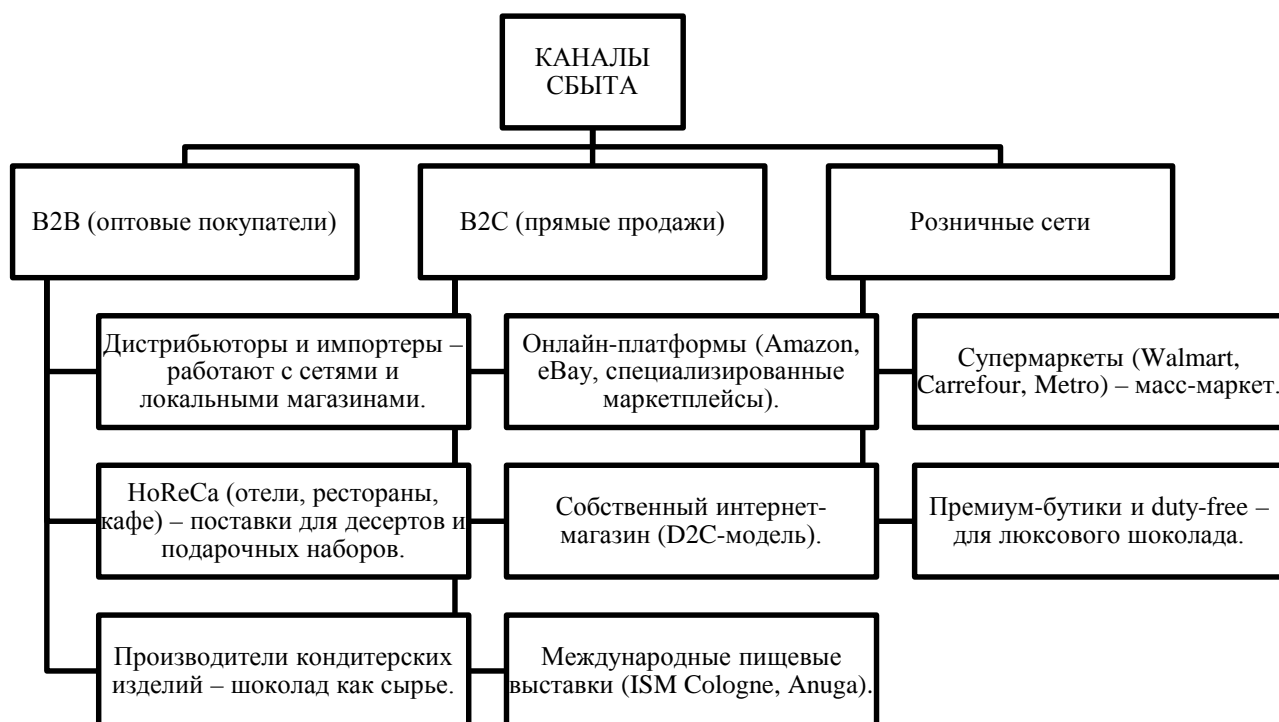 КАНАЛЫ
СБЫТА
B2B (оптовые покупатели)
B2C (прямые продажи)
Розничные сети
Дистрибьюторы и импортеры –
работают с сетями и
локальными магазинами.
Онлайн-платформы (Amazon,
eBay, специализированные
маркетплейсы).
Супермаркеты (Walmart,
Carrefour, Metro) – масс-маркет.
HoReCa (отели, рестораны,
кафе) – поставки для десертов и
подарочных наборов.
Собственный интернет-
магазин (D2C-модель).
Премиум-бутики и duty-free –
для люксового шоколада.
Производители кондитерских
изделий – шоколад как сырье.
Международные пищевые
выставки (ISM Cologne, Anuga).